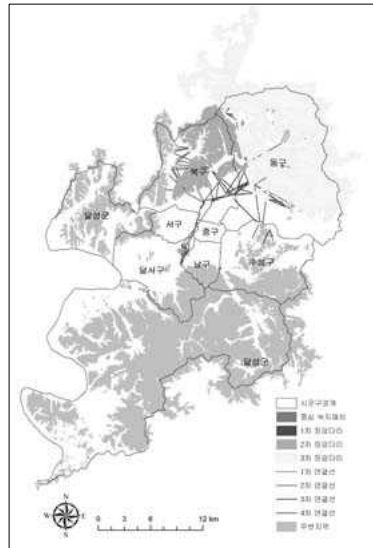 동구
북구
달성군
서구
중구
달서구
남구
수성구
달성군
시군구경계
중심 녹지패치
1차 징검다리
2차 징검다리
3차 징검다리
1차 연결선
2차 연결선
3차 연결선
4차 연결선
주변지역
N
W E
S
0 3 6 12 km